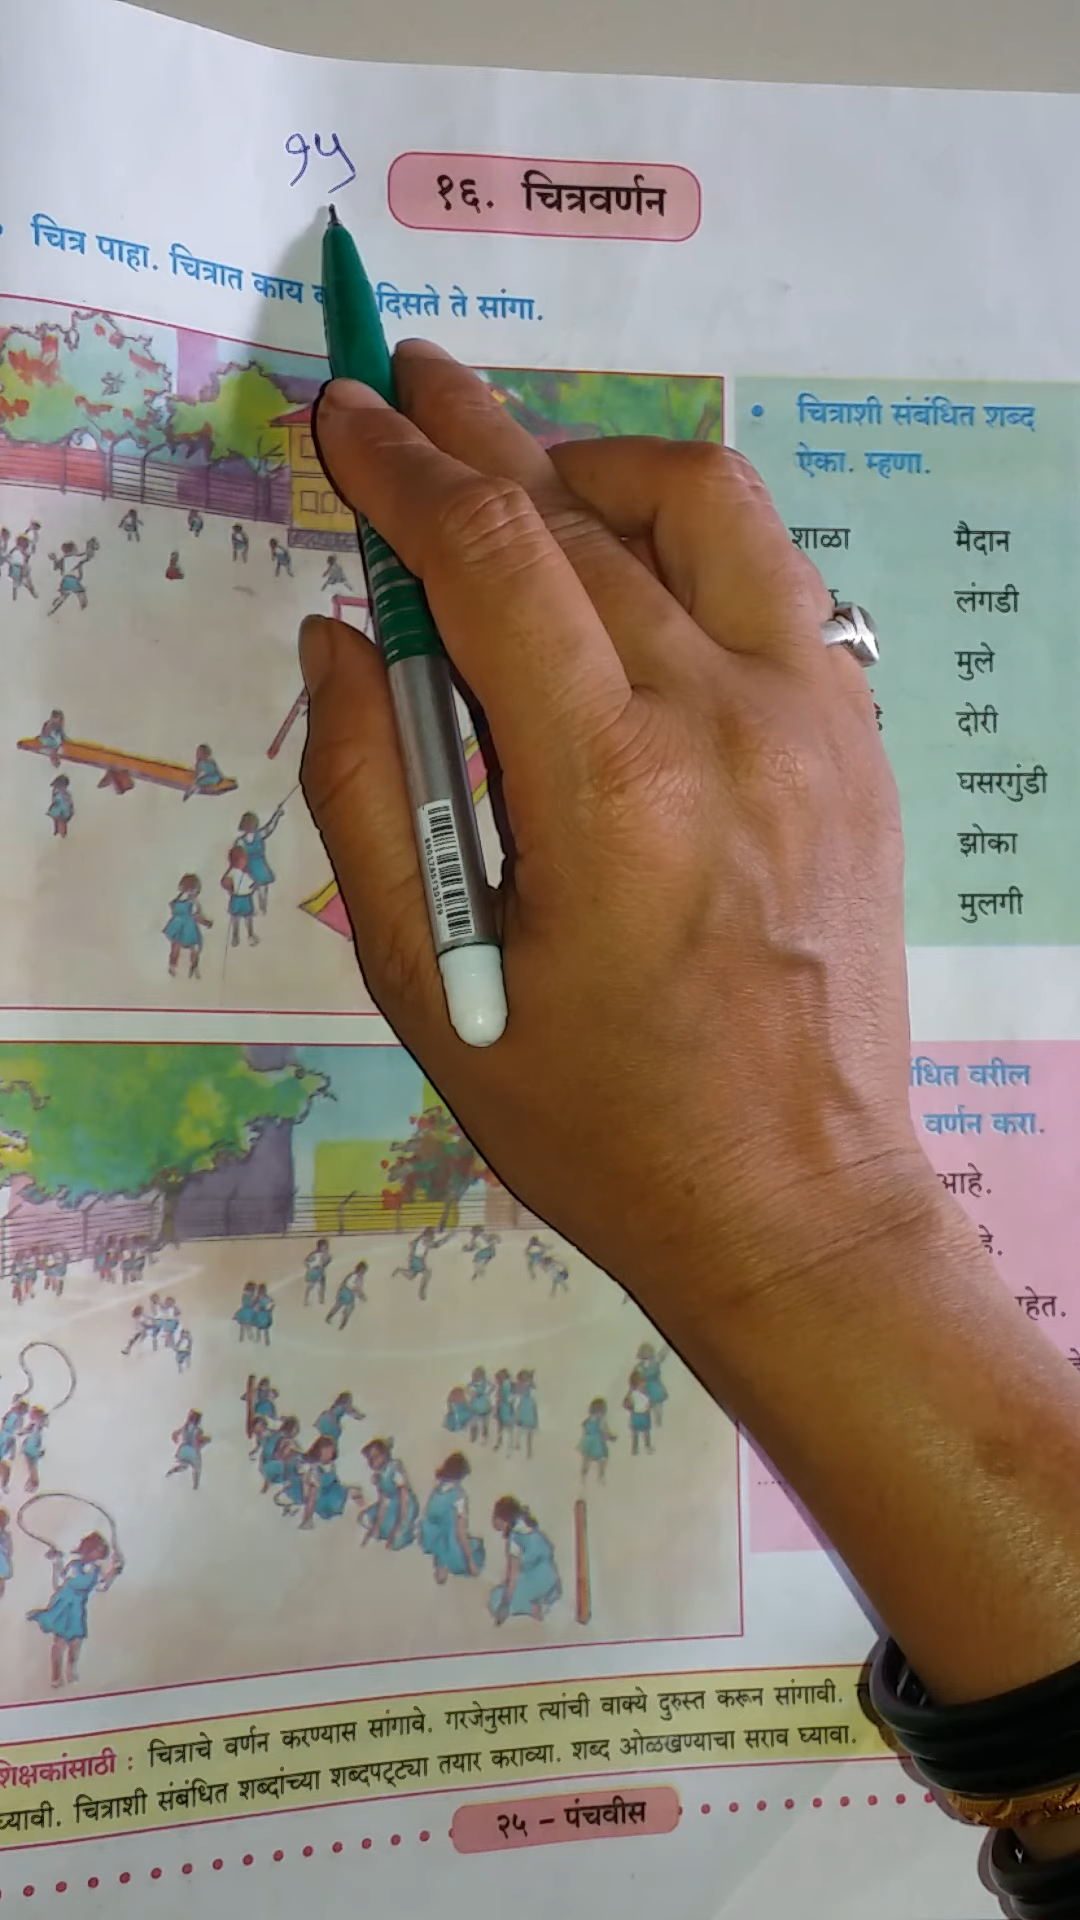 १५
१६. चित्रवर्णन
चित्र पाहा. चित्रात काय दिसते ते सांगा.
• चित्राशी संबंधित शब्द
ऐका. म्हणा.
शाळा मैदान
लंगडी
मुले
दोरी
घसरगुंडी
झोका
मुलगी
वरील
वर्णन करा.
आहे.
शिक्षकांसाठी : चित्राचे वर्णन करण्यास सांगावे. गरजेनुसार त्यांची वाक्ये दुरुस्त करून सांगावी.
घ्यावी. चित्राशी संबंधित शब्दांच्या शब्दपट्ट्या तयार कराव्या. शब्द ओळखण्याचा सराव घ्यावा.
२५ – पंचवीस